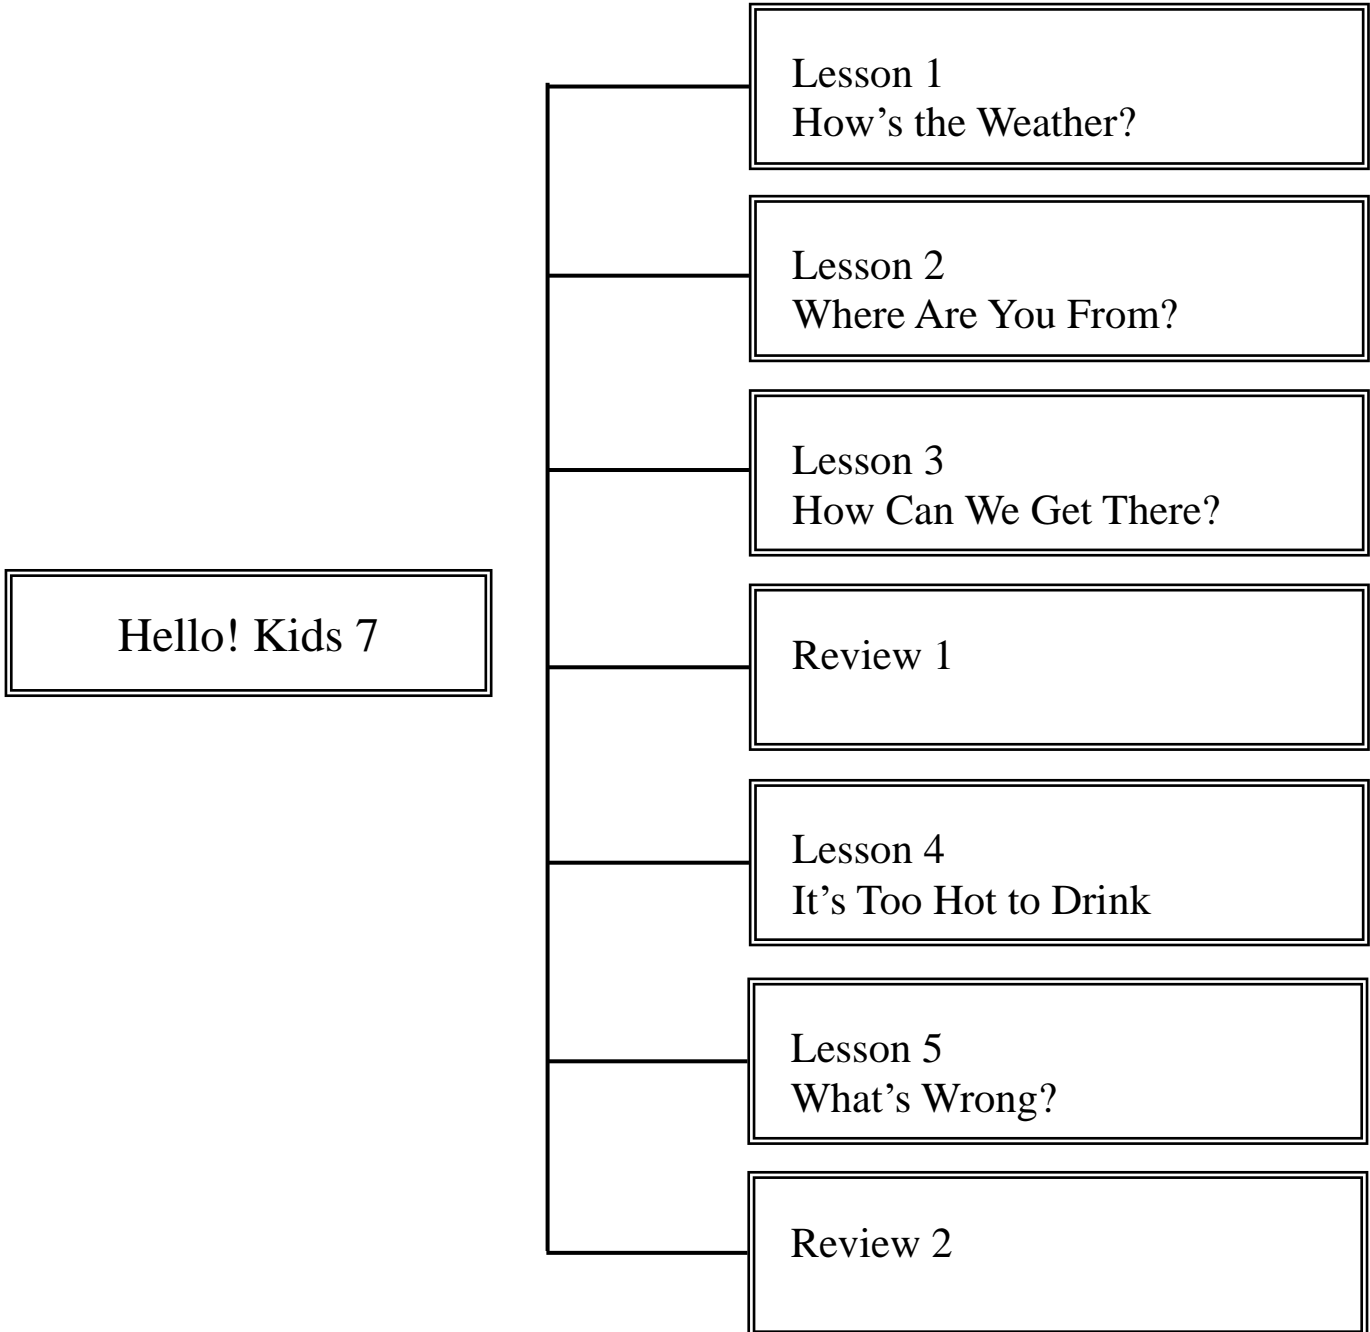 Hello! Kids 7
Lesson 1
How’s the Weather?
Lesson 2
Where Are You From?
Lesson 3
How Can We Get There?
Review 1
Lesson 4
It’s Too Hot to Drink
Lesson 5
What’s Wrong?
Review 2